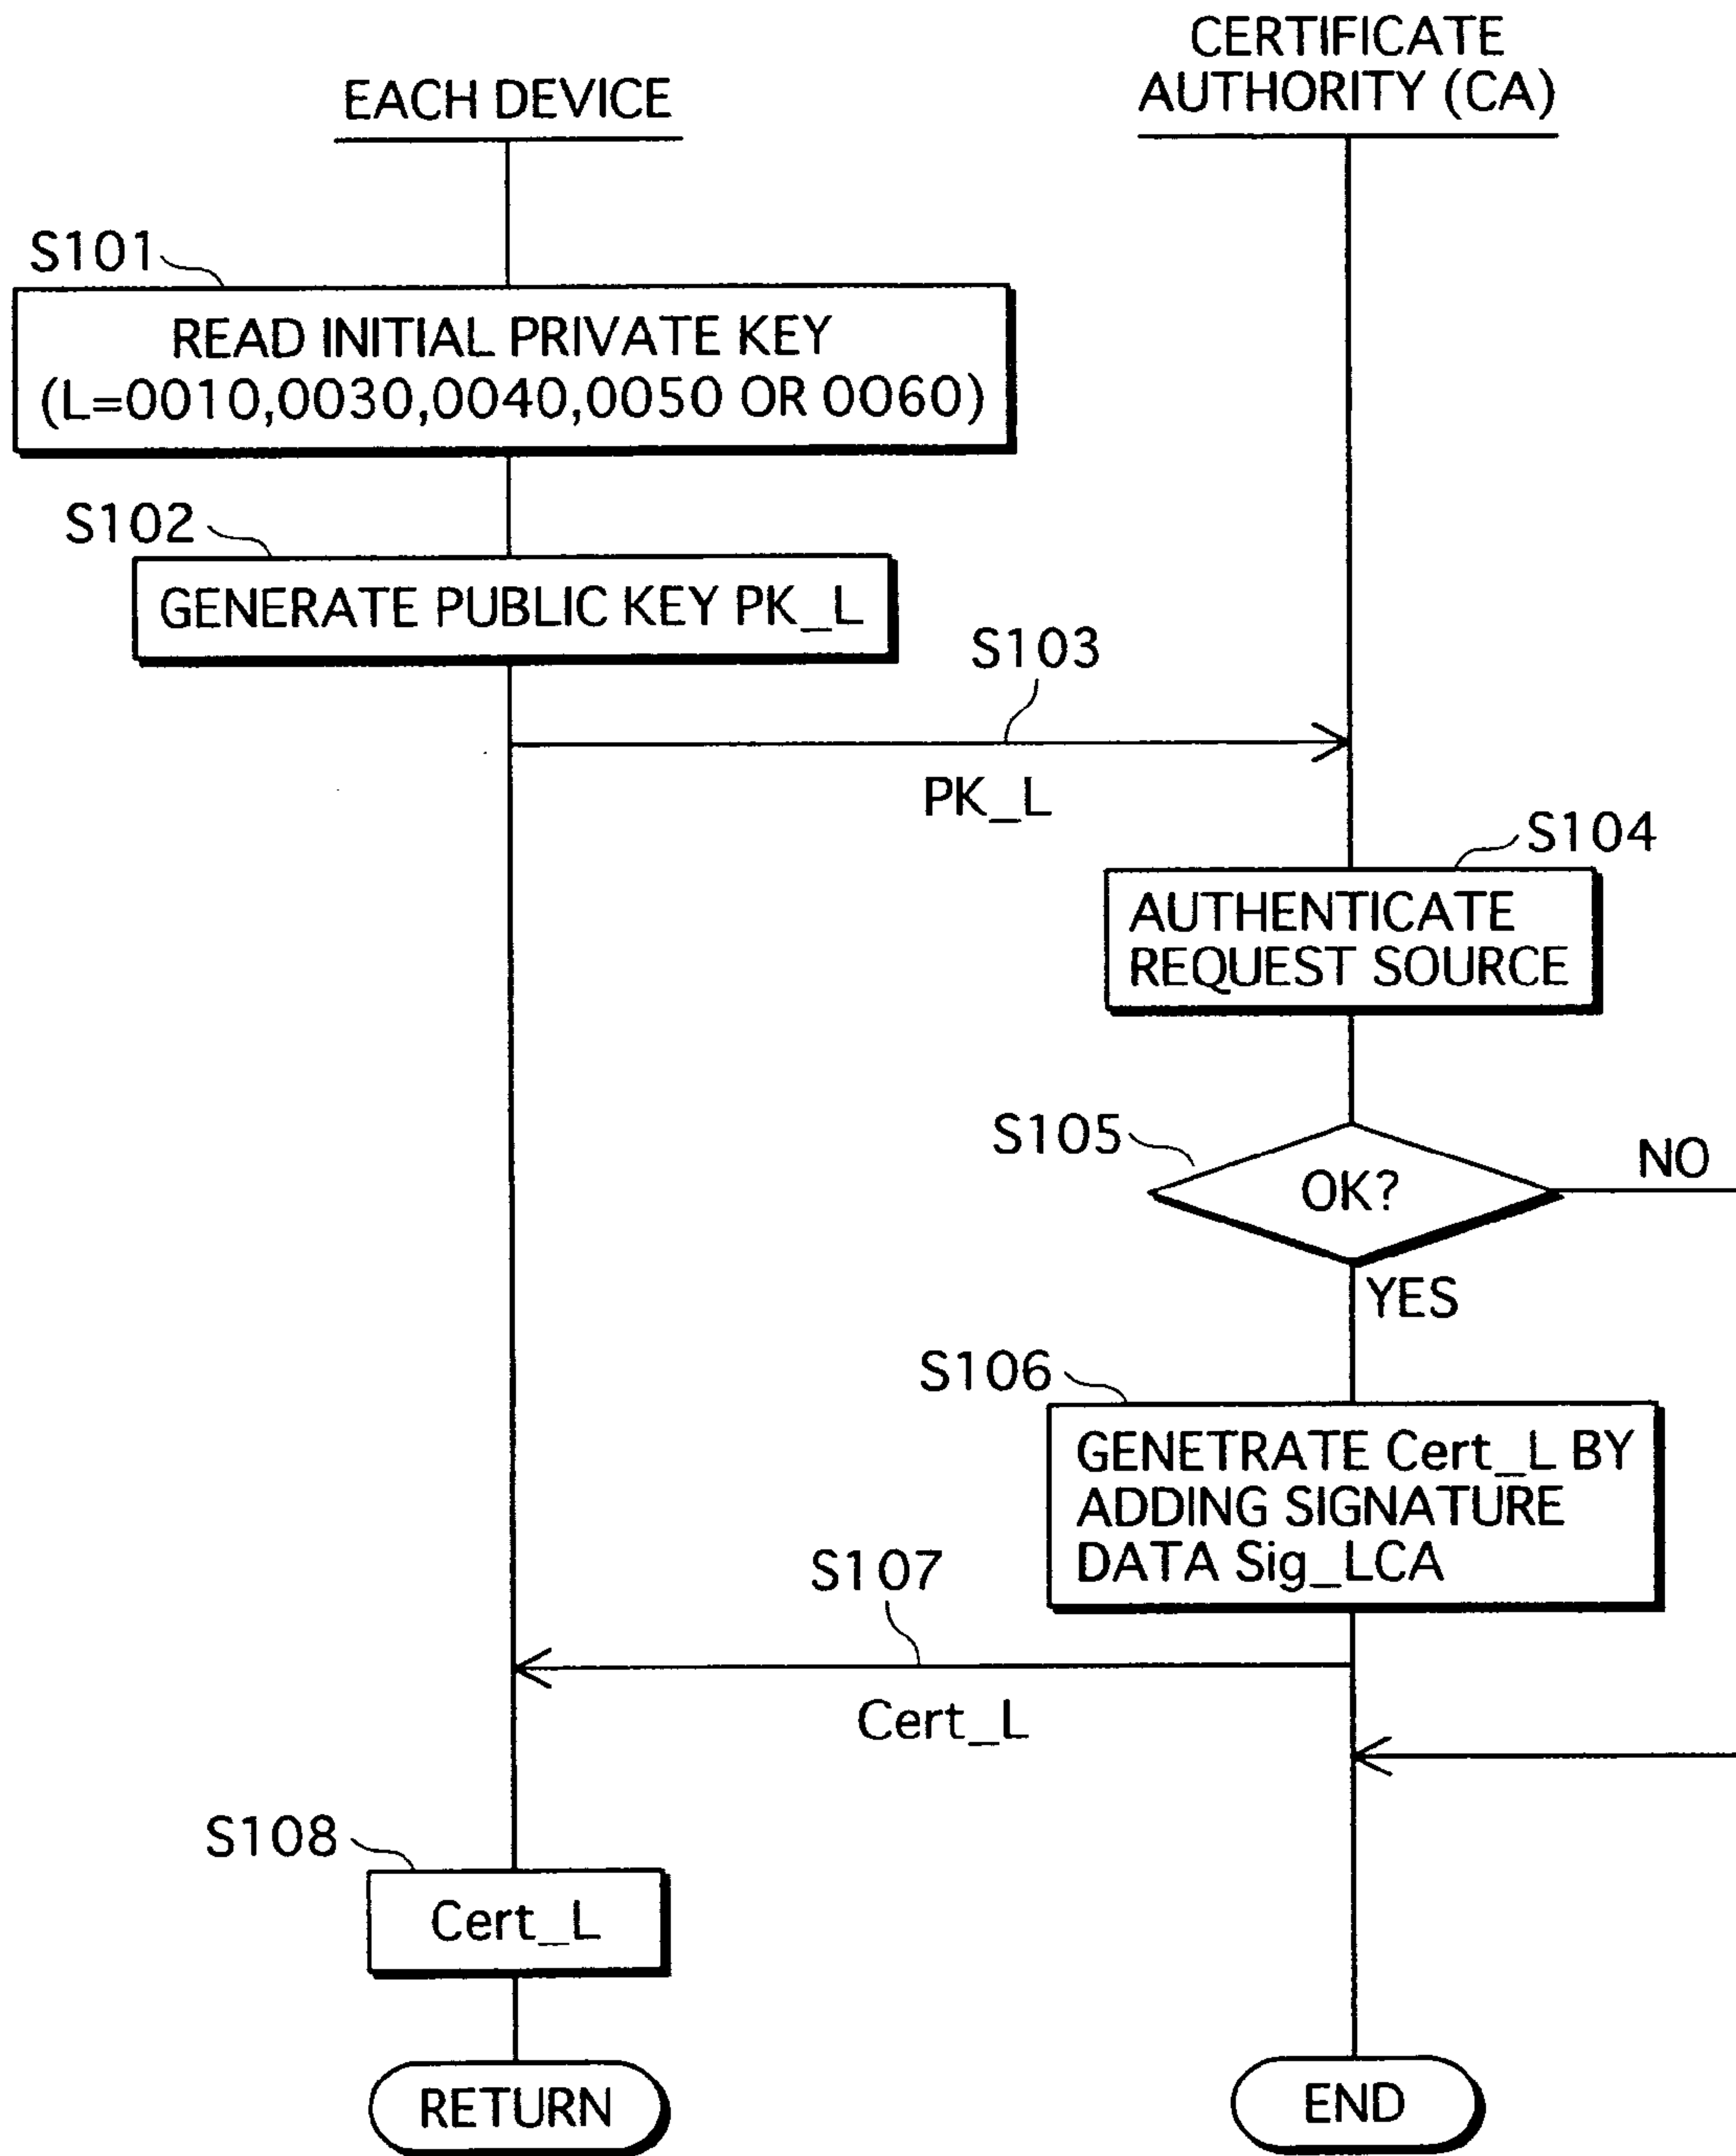 EACH DEVICE
CERTIFICATE
AUTHORITY (CA)
S101
READ INITIAL PRIVATE KEY
(L=0010,0030,0040,0050 OR 0060)
S102
GENERATE PUBLIC KEY PK_L
S103
PK_L
S104
AUTHENTICATE
REQUEST SOURCE
S105
OK?
NO
YES
S106
GENETRATE Cert_L BY
ADDING SIGNATURE
DATA Sig_LCA
S107
Cert_L
S108
Cert_L
RETURN
END